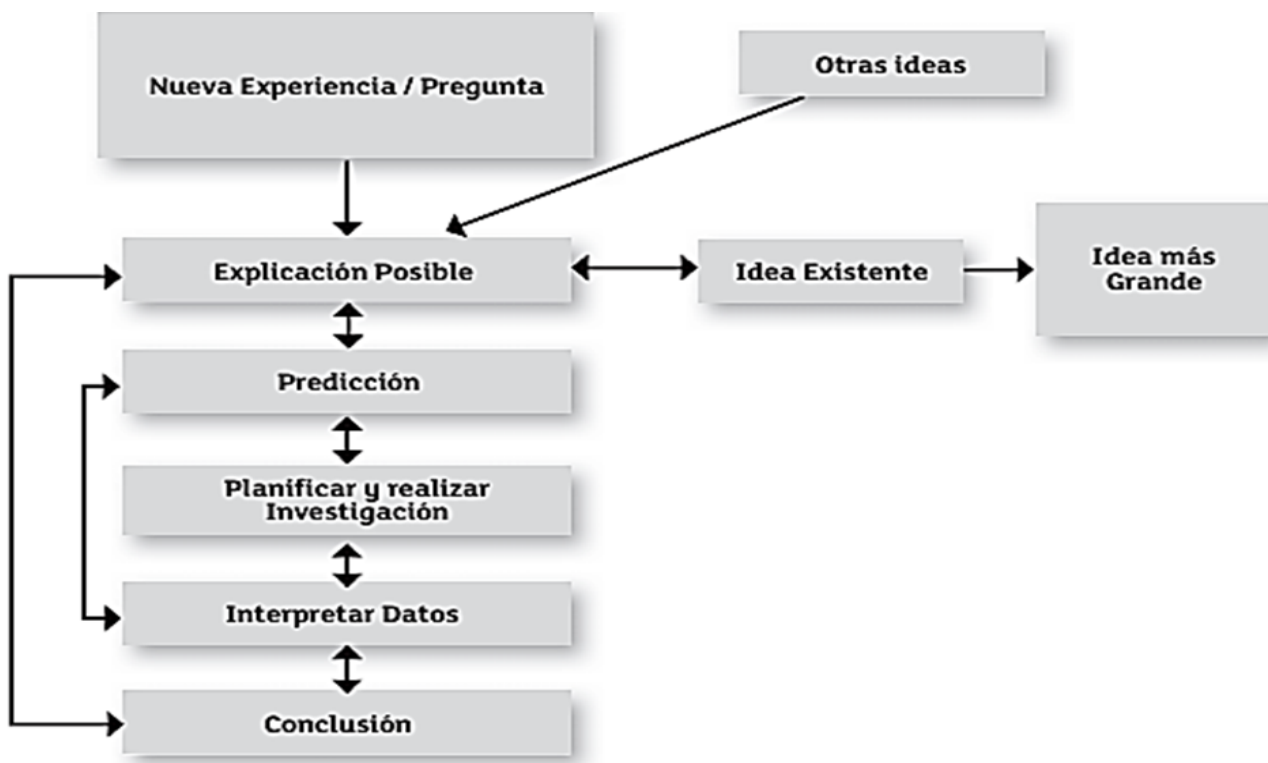 Nueva Experiencia / Pregunta
Otras ideas
Explicación Posible
Idea Existente
Idea más
Grande
Predicción
Planificar y realizar
Investigación
Interpretar Datos
Conclusión